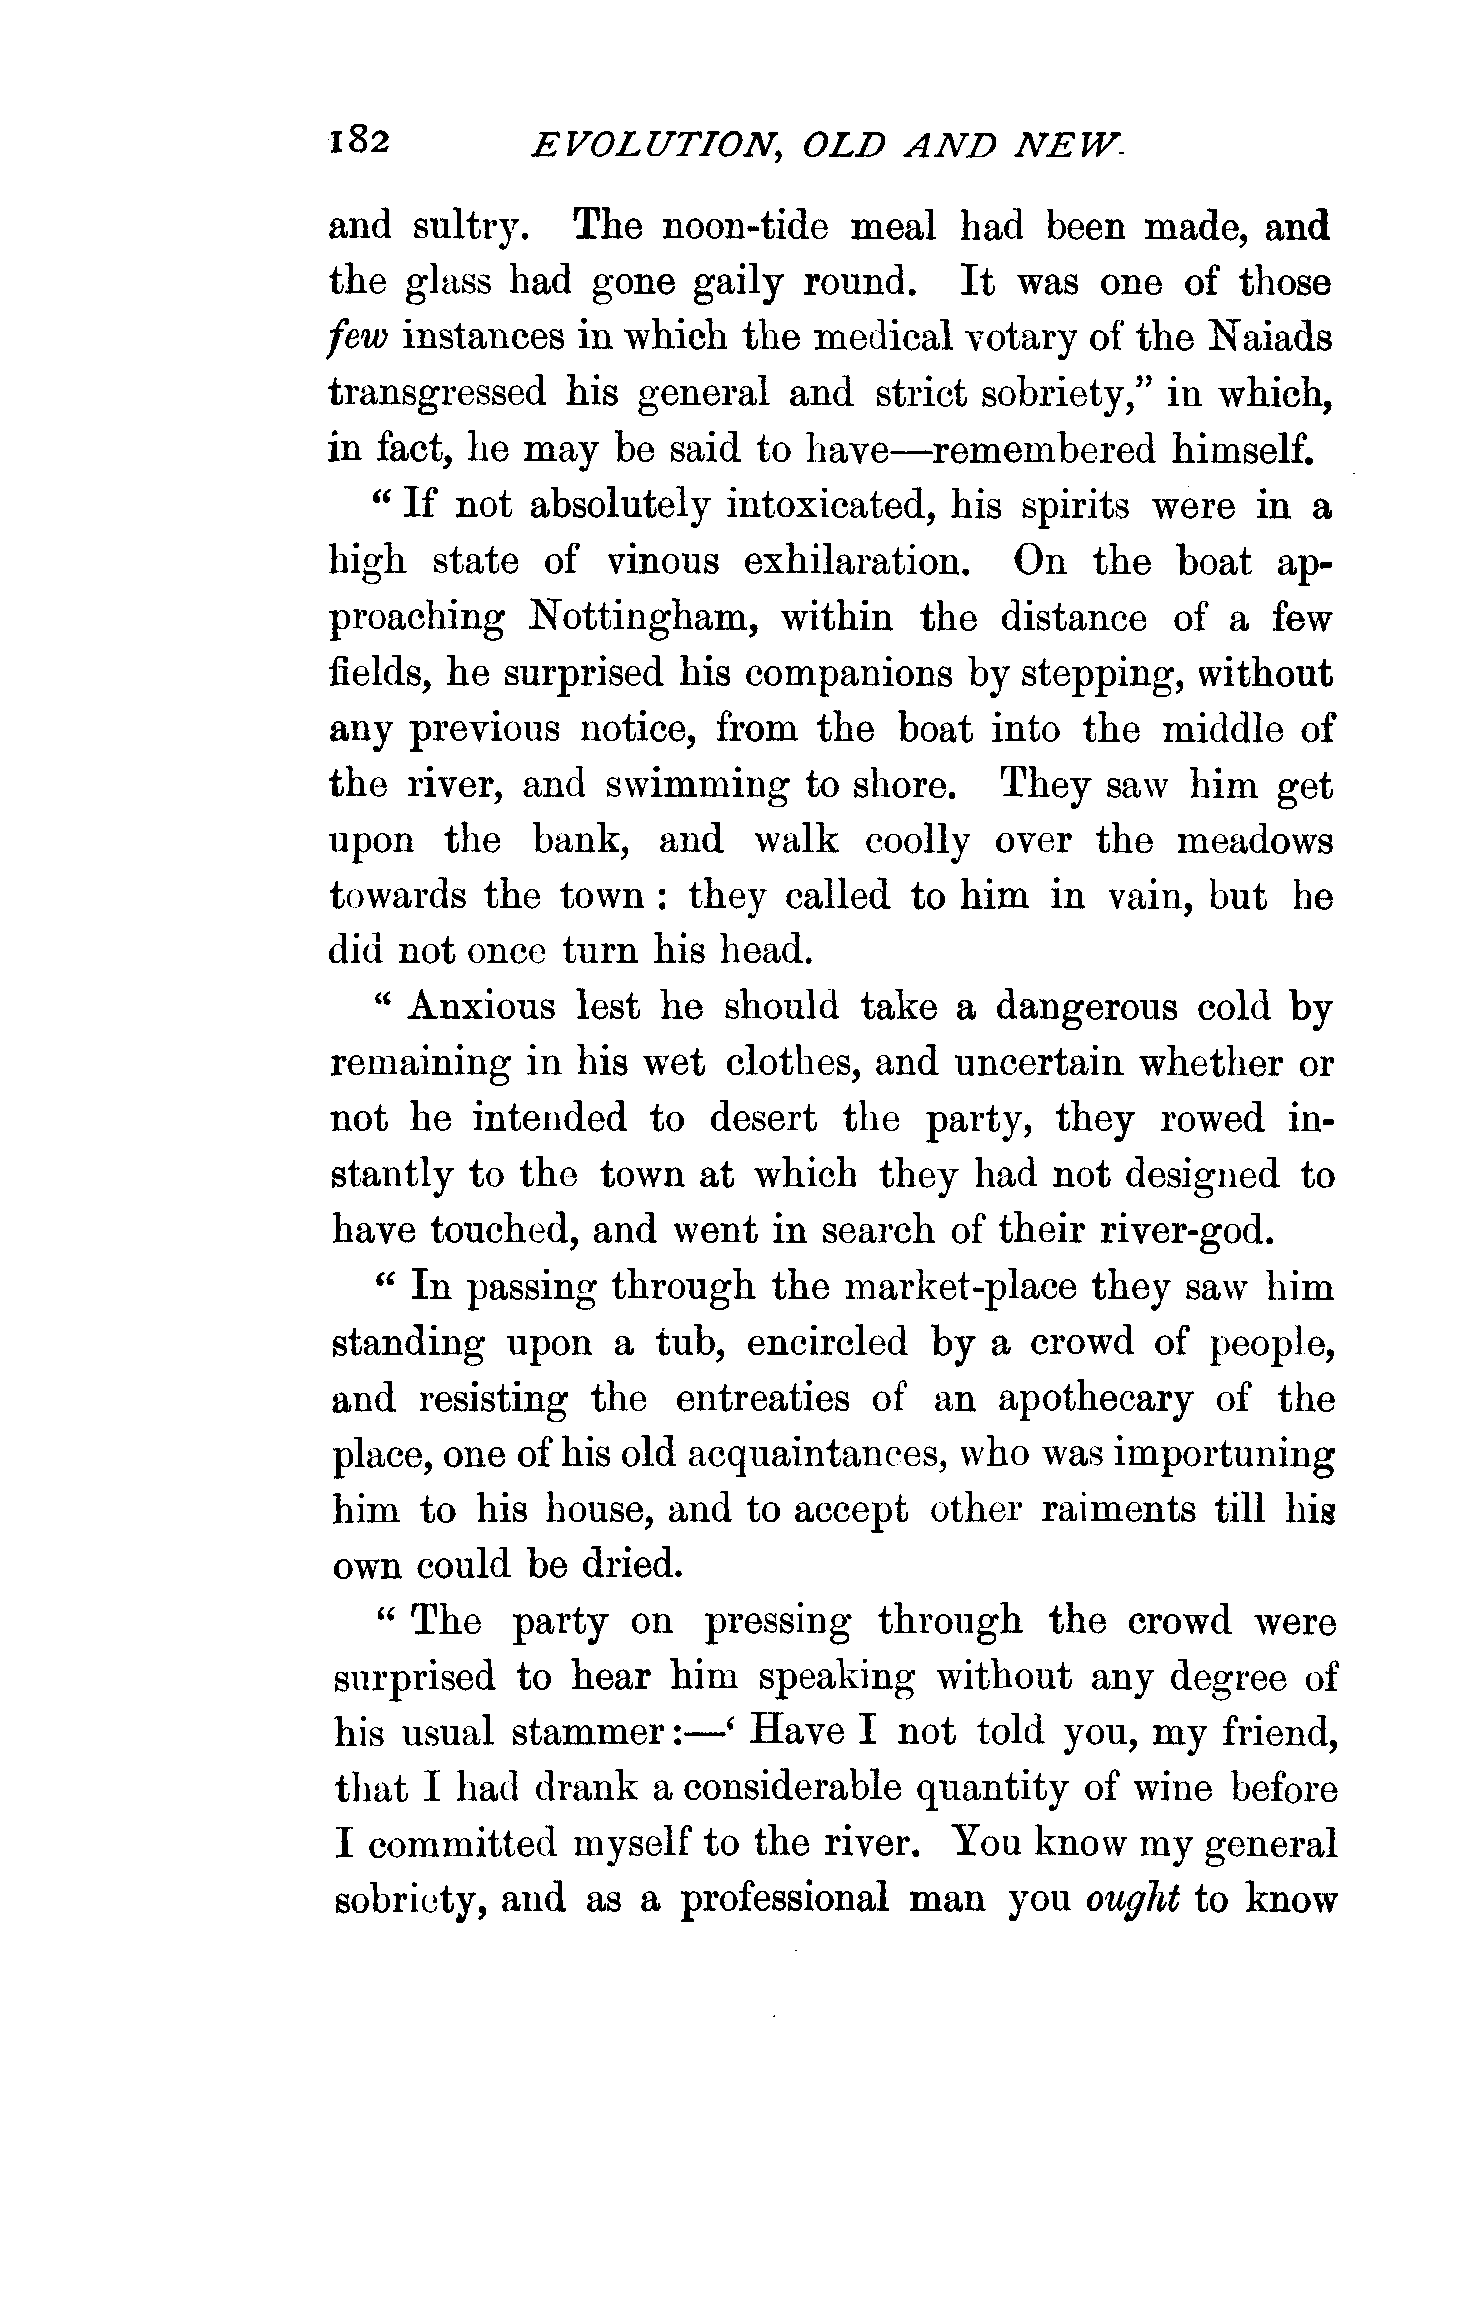 182 EVOLUTION, OLD AND NEW.
and sultry. The noon-tide meal had been made, and
the glass had gone gaily round. It was one of those
few instances in which the medical votary of the Naiads
transgressed his general and strict sobriety,” in which,
in fact, he may be said to have—remembered himself.
“ If not absolutely intoxicated, his spirits were in a
high state of vinous exhilaration. On the boat ap-
proaching Nottingham, within the distance of a few
fields, he surprised his companions by stepping, without
any previous notice, from the boat into the middle of
the river, and swimming to shore. They saw him get
upon the bank, and walk coolly over the meadows
towards the town : they called to him in vain, but he
did not once turn his head.
“ Anxious lest he should take a dangerous cold by
remaining in his wet clothes, and uncertain whether or
not he intended to desert the party, they rowed in-
stantly to the town at which they had not designed to
have touched, and went in search of their river-god.
“ In passing through the market-place they saw him
standing upon a tub, encircled by a crowd of people,
and resisting the entreaties of an apothecary of the
place, one of his old acquaintances, who was importuning
him to his house, and to accept other raiments till his
own could be dried.
“ The party on pressing through the crowd were
surprised to hear him speaking without any degree of
his usual stammer :—‘ Have I not told you, my friend,
that I had drank a considerable quantity of wine before
I committed myself to the river. You know my general
sobriety, and as a professional man you ought to know